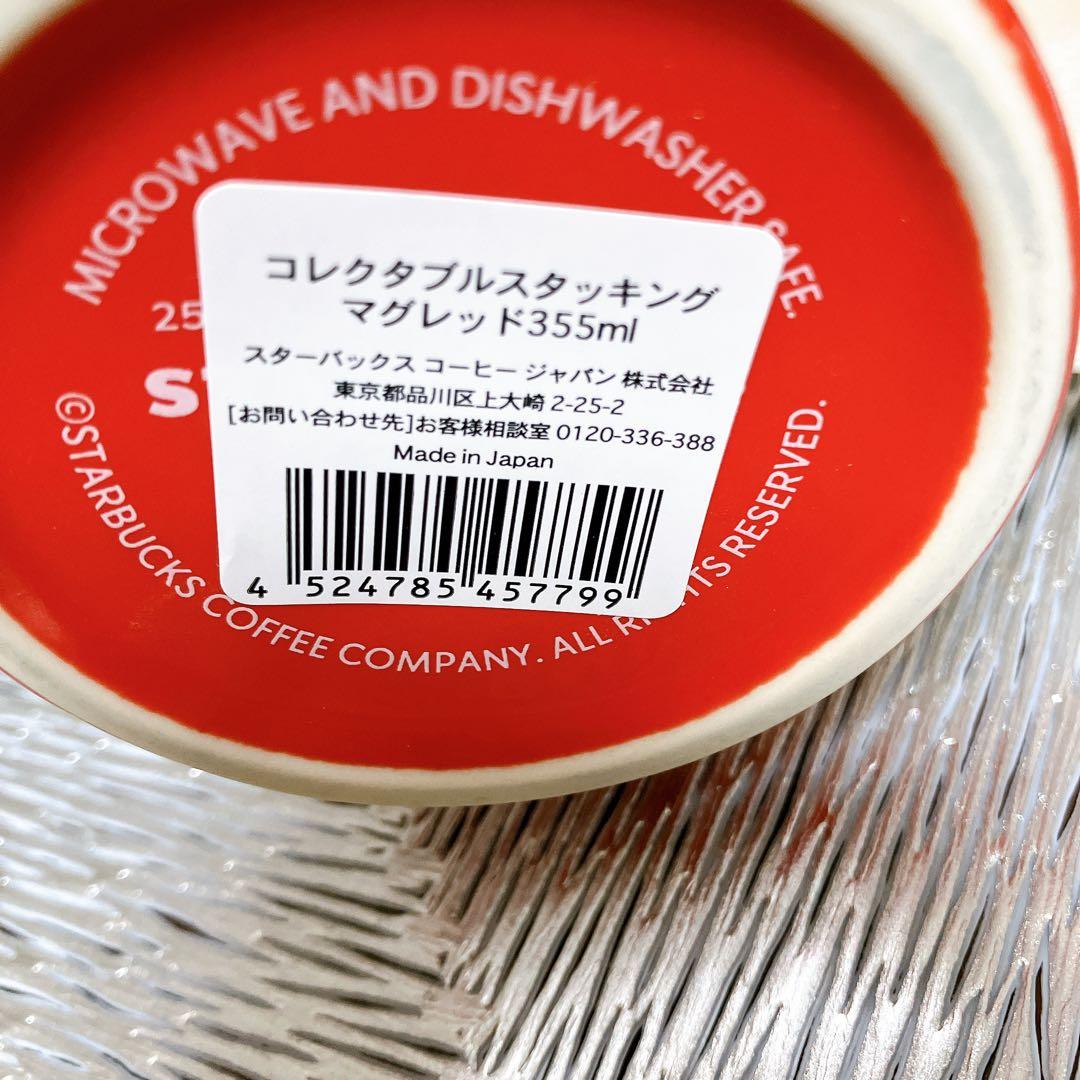 MICROWAVE AND DISHWASHER SAFE.
コレクタブルスタッキング
マグレッド355ml
スターバックス コーヒー ジャパン 株式会社
東京都品川区上大崎 2-25-2
[お問い合わせ先]お客様相談室 0120-336-388
Made in Japan
4 524785 457799
©STARBUCKS COFFEE COMPANY. ALL RIGHTS RESERVED.